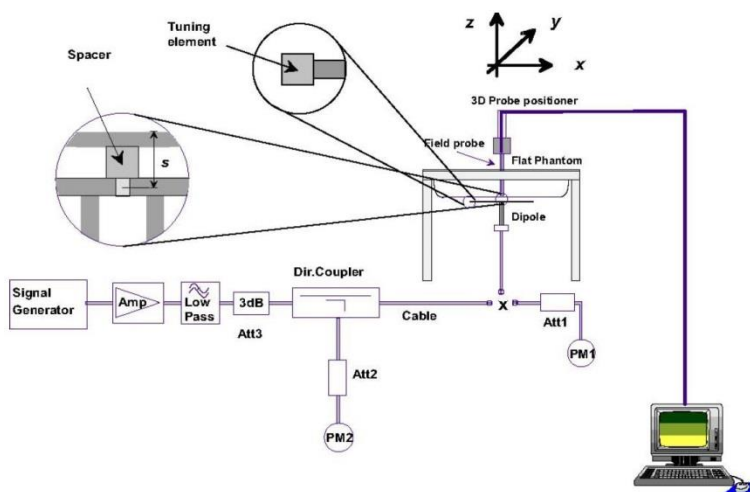 Tuning
element
Spacer
s
z
y
x
3D Probe positioner
Field probe
Flat Phantom
Dipole
Signal
Generator
Amp
Low
Pass
3dB
Att3
Dir.Coupler
Cable
x
Att1
PM1
Att2
PM2